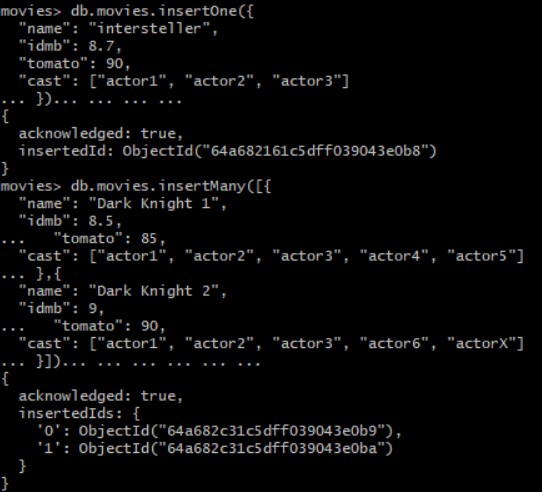 movies> db.movies.insertOne({
  "name": "intersteller",
  "idmb": 8.7,
  "tomato": 90,
  "cast": ["actor1", "actor2", "actor3"]
... })... ... ... ...
{
  acknowledged: true,
  insertedId: ObjectId("64a682161c5dff039043e0b8")
}
movies> db.movies.insertMany([{
  "name": "Dark Knight 1",
  "idmb": 8.5,
...   "tomato": 85,
  "cast": ["actor1", "actor2", "actor3", "actor4", "actor5"]
... },{
  "name": "Dark Knight 2",
  "idmb": 9,
...   "tomato": 90,
  "cast": ["actor1", "actor2", "actor3", "actor6", "actorX"]
... }])... ... ... ... ... ...
{
  acknowledged: true,
  insertedIds: {
    '0': ObjectId("64a682c31c5dff039043e0b9"),
    '1': ObjectId("64a682c31c5dff039043e0ba")
  }
}